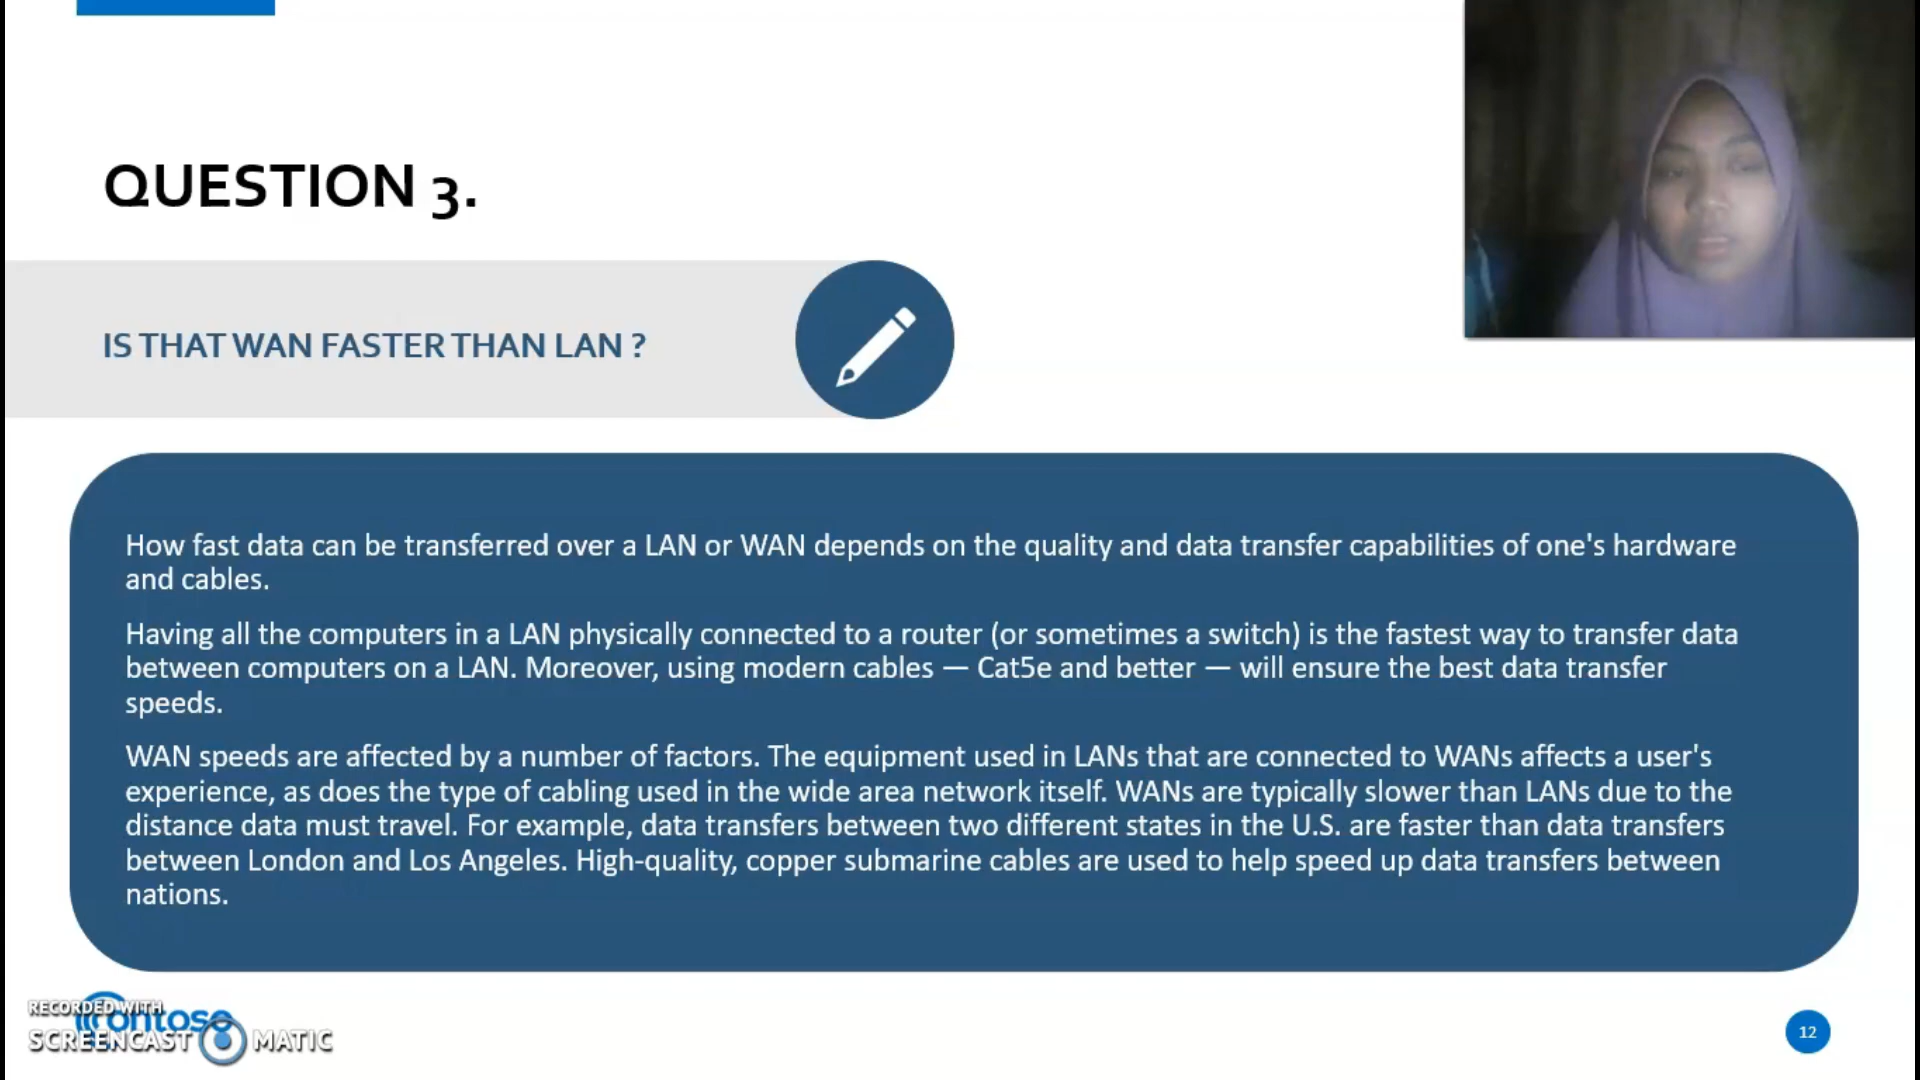 QUESTION 3.
IS THAT WAN FASTER THAN LAN ?
How fast data can be transferred over a LAN or WAN depends on the quality and data transfer capabilities of one's hardware
and cables.
Having all the computers in a LAN physically connected to a router (or sometimes a switch) is the fastest way to transfer data
between computers on a LAN. Moreover, using modern cables — Cat5e and better — will ensure the best data transfer
speeds.
WAN speeds are affected by a number of factors. The equipment used in LANs that are connected to WANs affects a user's
experience, as does the type of cabling used in the wide area network itself. WANs are typically slower than LANs due to the
distance data must travel. For example, data transfers between two different states in the U.S. are faster than data transfers
between London and Los Angeles. High-quality, copper submarine cables are used to help speed up data transfers between
nations.
RECORDED WITH
ontoso
SCREENCAST MATIC
12